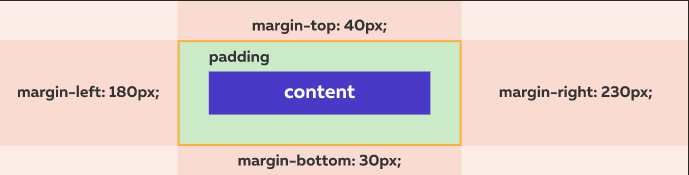 margin-top: 40px;
padding
margin-left: 180px;
content
margin-right: 230px;
margin-bottom: 30px;